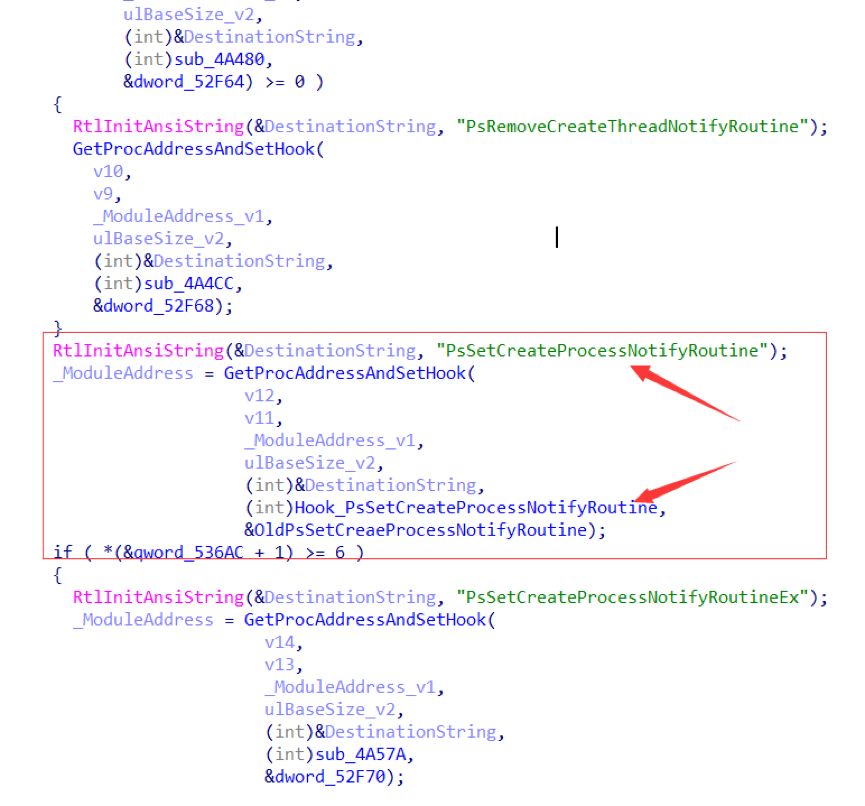 ulBaseSize_v2,
(int)&DestinationString,
(int)sub_4A480,
&dword_52F64) >= 0 )
{
RtlInitAnsiString(&DestinationString, "PsRemoveCreateThreadNotifyRoutine");
GetProcAddressAndSetHook(
v10,
v9,
_ModuleAddress_v1,
ulBaseSize_v2,
(int)&DestinationString,
(int)sub_4A4CC,
&dword_52F68);
}
RtlInitAnsiString(&DestinationString, "PsSetCreateProcessNotifyRoutine");
_ModuleAddress = GetProcAddressAndSetHook(
v12,
v11,
_ModuleAddress_v1,
ulBaseSize_v2,
(int)&DestinationString,
(int)Hook_PsSetCreateProcessNotifyRoutine,
&OldPsSetCreaeProcessNotifyRoutine);
if ( *(&qword_536AC + 1) >= 6 )
{
RtlInitAnsiString(&DestinationString, "PsSetCreateProcessNotifyRoutineEx");
_ModuleAddress = GetProcAddressAndSetHook(
v14,
v13,
_ModuleAddress_v1,
ulBaseSize_v2,
(int)&DestinationString,
(int)sub_4A57A,
&dword_52F70);